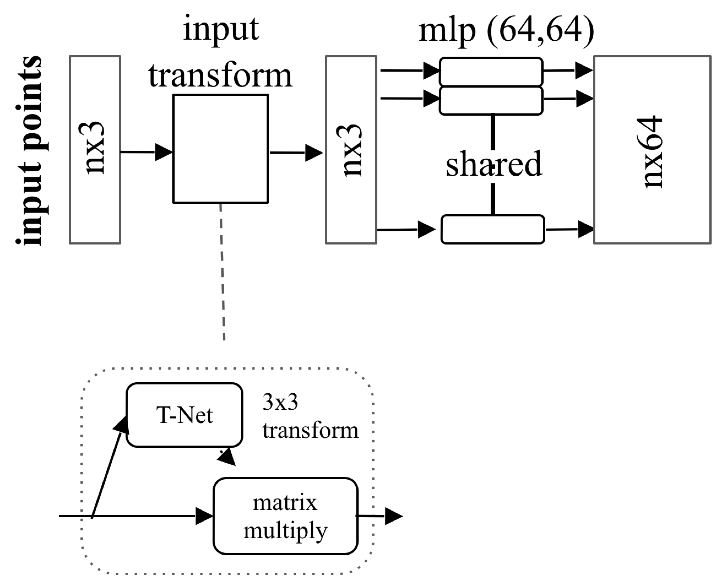 input points
nx3
input
transform
nx3
mlp (64,64)
shared
nx64
T-Net
3x3
transform
matrix
multiply